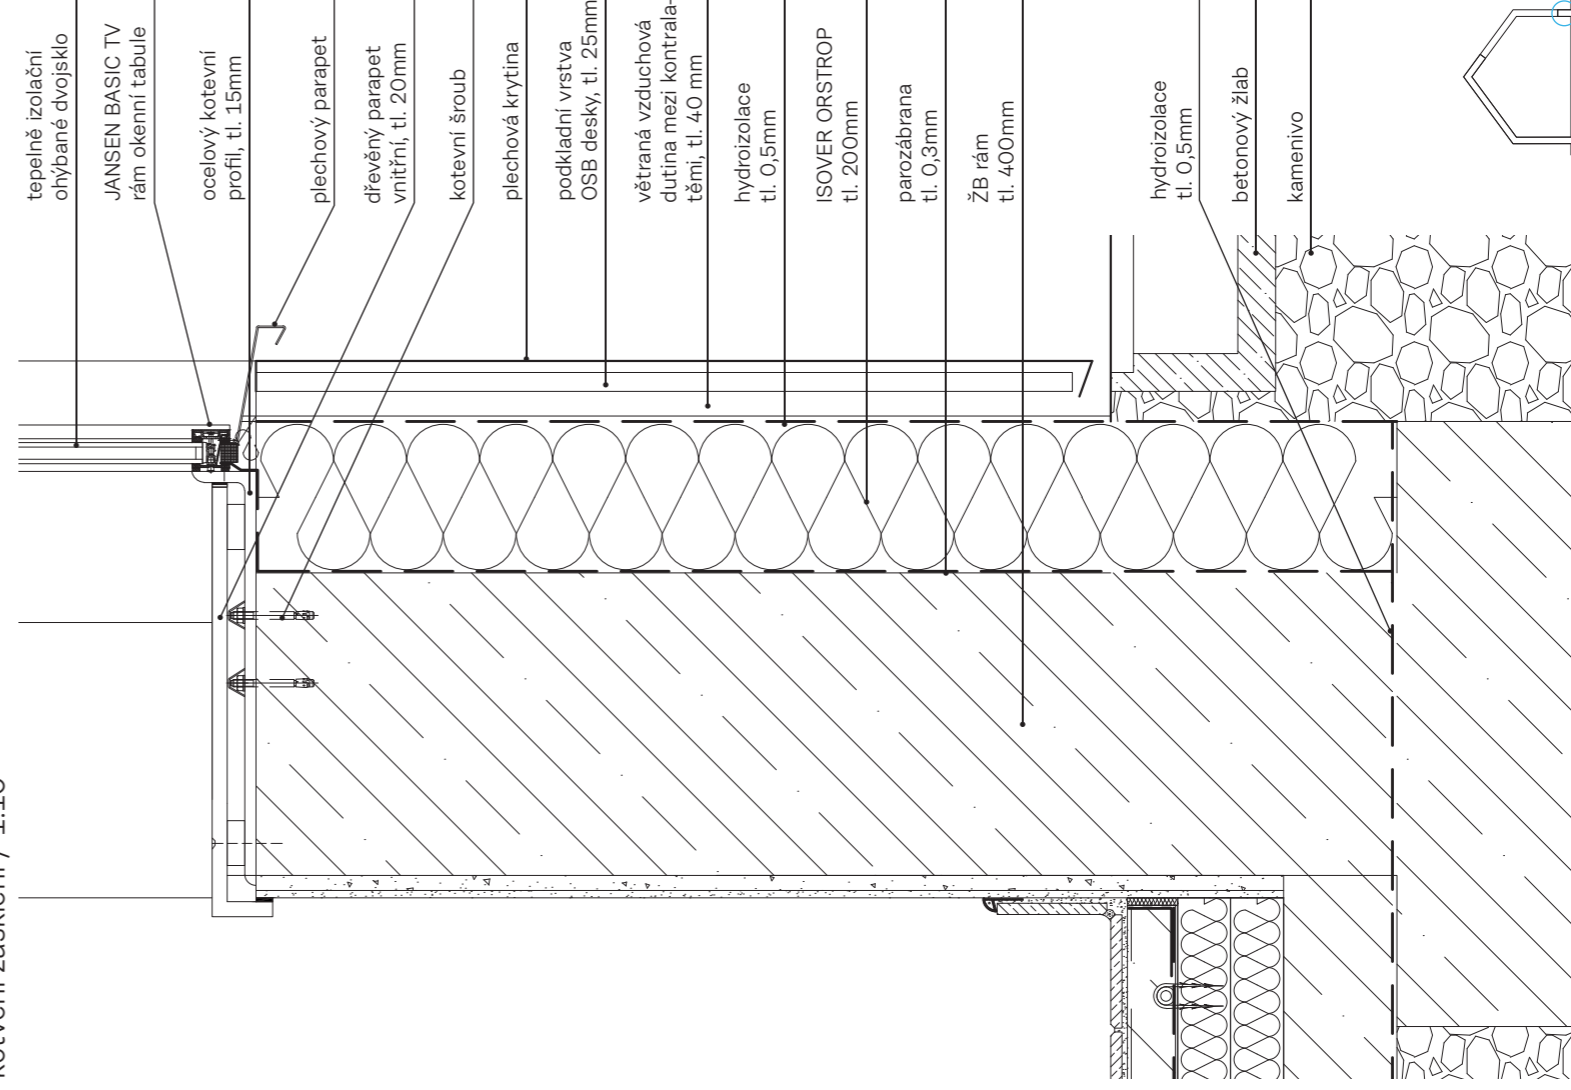 tepelně izolační
ohýbané dvojsklo
JANSEN BASIC TV
rám okenní tabule
ocelový kotevní
profil, tl. 15mm
plechový parapet
dřevěný parapet
vnitřní, tl. 20mm
kotevní šroub
plechová krytina
podkladní vrstva
OSB desky, tl. 25mm
větraná vzduchová
dutina mezi kontrala-
těmi, tl. 40 mm
hydroizolace
tl. 0,5mm
ISOVER ORSTROP
tl. 200mm
parozábrana
tl. 0,3mm
ŽB rám
tl. 400mm
hydroizolace
tl. 0,5mm
betonový žlab
kamenivo